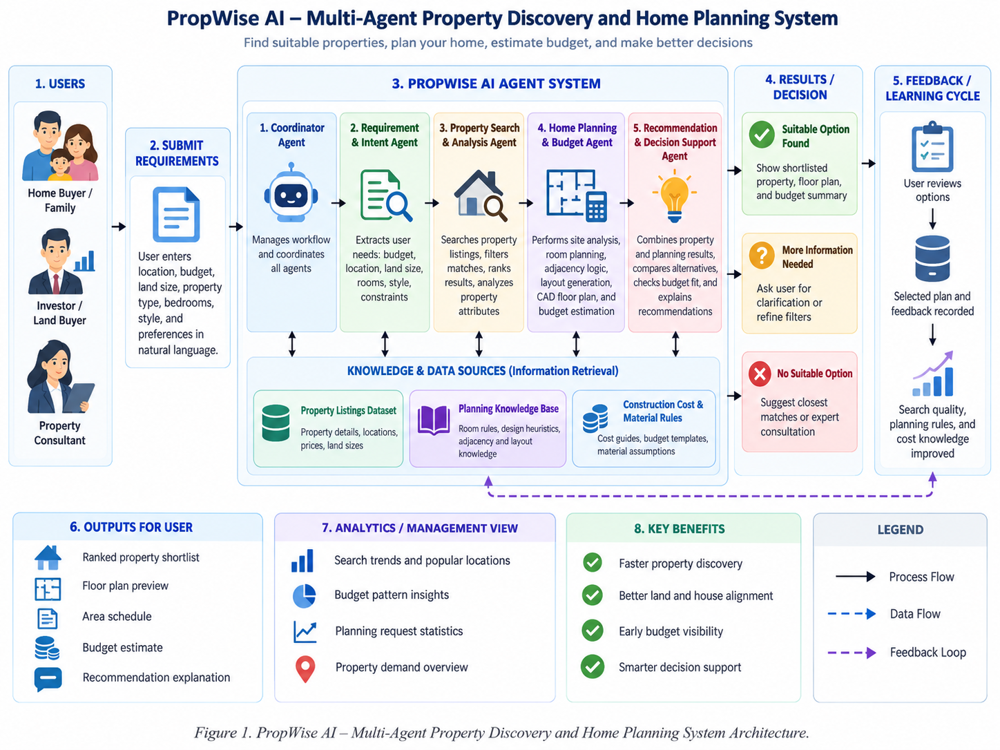 PropWise AI – Multi-Agent Property Discovery and Home Planning System
Find suitable properties, plan your home, estimate budget, and make better decisions
1. USERS
Home Buyer /
Family
Investor /
Land Buyer
Property
Consultant
2. SUBMIT
REQUIREMENTS
User enters
location, budget,
land size, property
type, bedrooms,
style, and
preferences in
natural language.
3. PROPWISE AI AGENT SYSTEM
1. Coordinator
Agent
Manages workflow
and coordinates
all agents
2. Requirement
& Intent Agent
Extracts user
needs: budget,
location, land size,
rooms, style,
constraints
3. Property Search
& Analysis Agent
Searches property
listings, filters
matches, ranks
results, analyzes
property
attributes
4. Home Planning
& Budget Agent
Performs site analysis,
room planning,
adjacency logic,
layout generation,
CAD floor plan, and
budget estimation
5. Recommendation
& Decision Support
Agent
Combines property
and planning results,
compares alternatives,
checks budget fit, and
explains
recommendations
KNOWLEDGE & DATA SOURCES (Information Retrieval)
Property Listings Dataset
Property details, locations,
prices, land sizes
Planning Knowledge Base
Room rules, design heuristics,
adjacency and layout
knowledge
Construction Cost &
Material Rules
Cost guides, budget templates,
material assumptions
4. RESULTS /
DECISION
Suitable Option
Found
Show shortlisted
property, floor plan,
and budget summary
More Information
Needed
Ask user for
clarification or
refine filters
No Suitable Option
Suggest closest
matches or expert
consultation
5. FEEDBACK /
LEARNING CYCLE
User reviews
options
Selected plan and
feedback recorded
Search quality,
planning rules, and
cost knowledge
improved
6. OUTPUTS FOR USER
Ranked property shortlist
Floor plan preview
Area schedule
Budget estimate
Recommendation explanation
7. ANALYTICS / MANAGEMENT VIEW
Search trends and popular locations
Budget pattern insights
Planning request statistics
Property demand overview
8. KEY BENEFITS
Faster property discovery
Better land and house alignment
Early budget visibility
Smarter decision support
LEGEND
Process Flow
Data Flow
Feedback Loop
Figure 1. PropWise AI – Multi-Agent Property Discovery and Home Planning System Architecture.